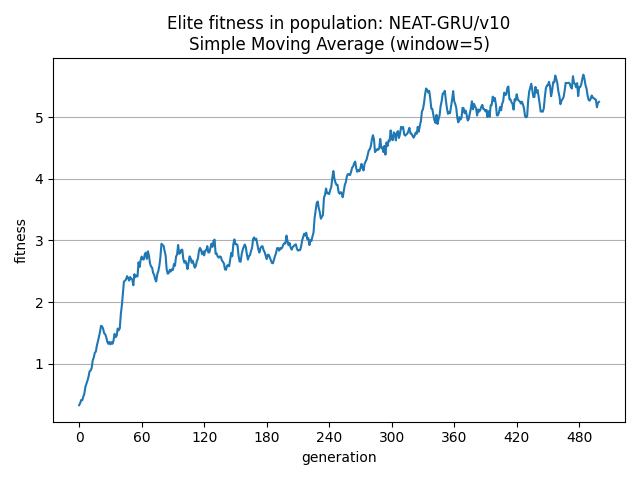 Elite fitness in population: NEAT-GRU/v10
Simple Moving Average (window=5)
fitness
5
4
3
2
1
0 60 120 180 240 300 360 420 480
generation